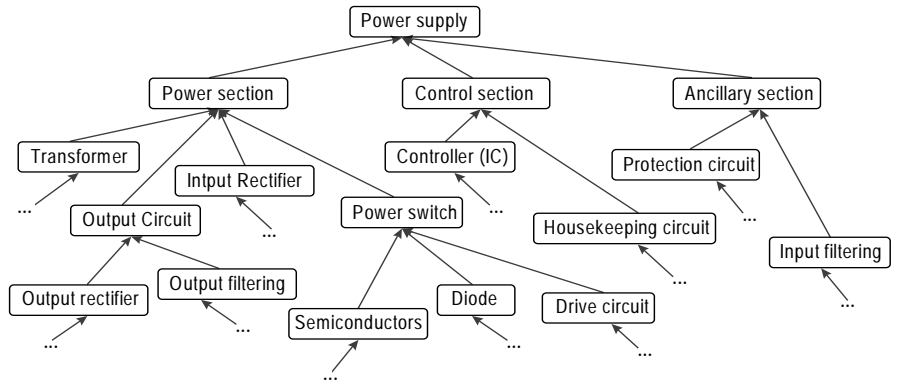 Power supply
Power section
Control section
Ancillary section
Transformer
Controller (IC)
Protection circuit
Intput Rectifier
...
Output Circuit
Power switch
...
...
Housekeeping circuit
...
Input filtering
Output rectifier
Output filtering
Semiconductors
Diode
Drive circuit
...
...
...
...
...
...
...